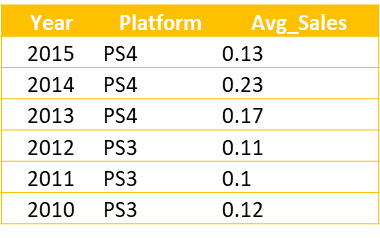 Year Platform Avg_Sales
2015 PS4 0.13
2014 PS4 0.23
2013 PS4 0.17
2012 PS3 0.11
2011 PS3 0.1
2010 PS3 0.12